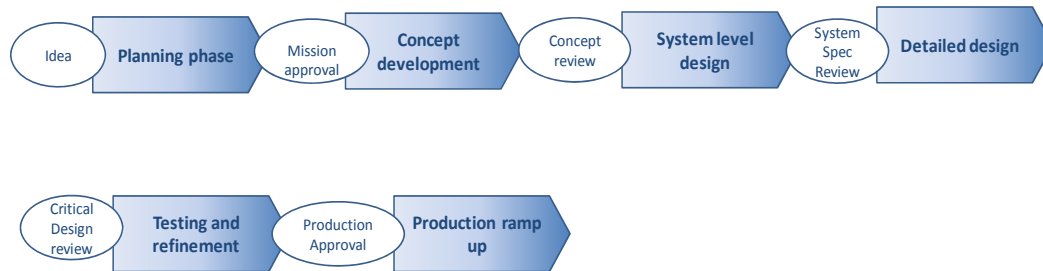 Idea
Planning phase
Mission
approval
Concept
development
Concept
review
System level
design
System
Spec
Review
Detailed design
Critical
Design
review
Testing and
refinement
Production
Approval
Production ramp
up